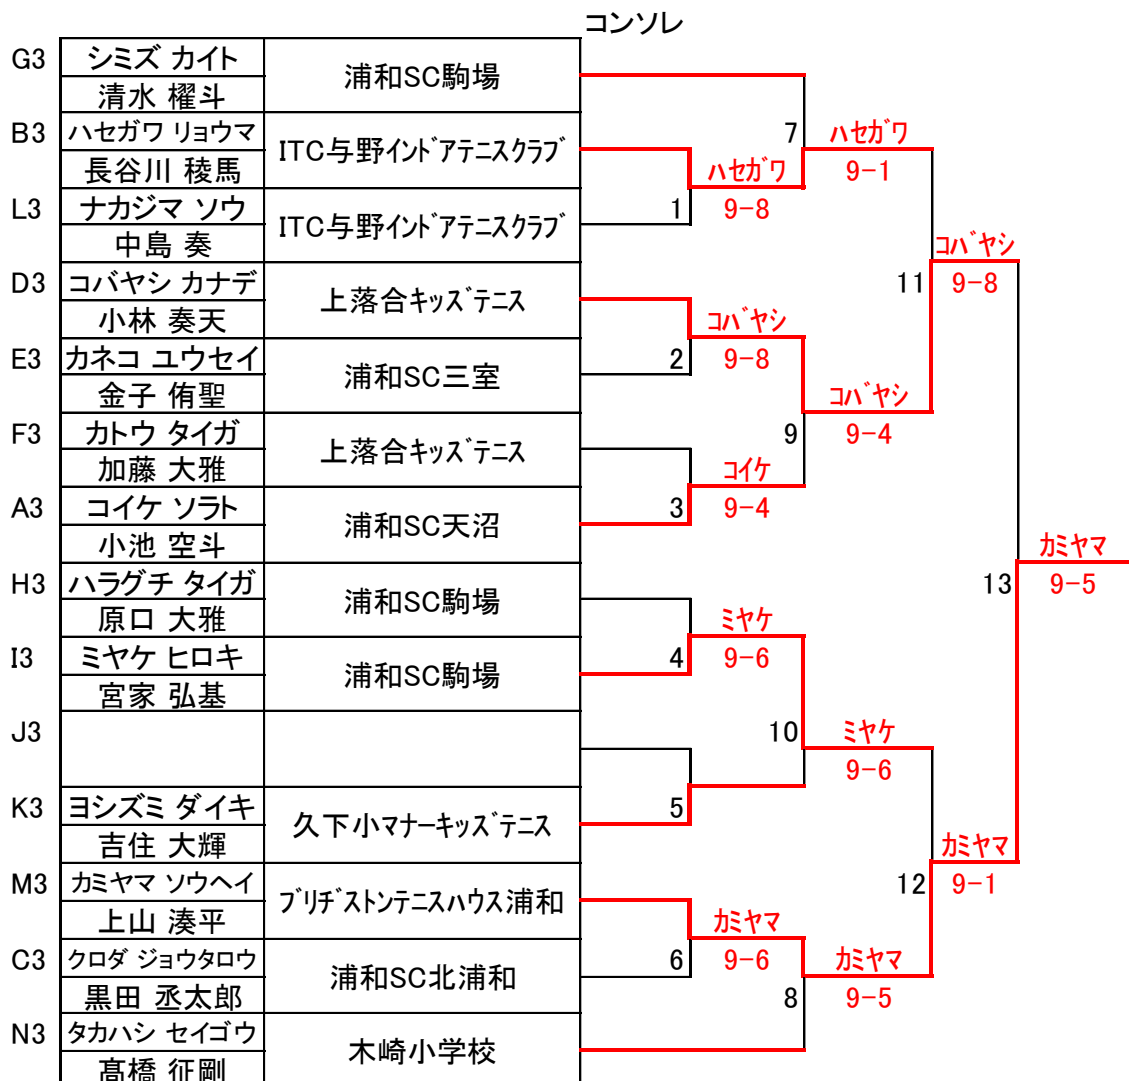 コンソレ
G3 シミズ カイト
清水 櫂斗
浦和SC駒場
B3 ハセガワ リョウマ
長谷川 稜馬
ITC与野インドアテニスクラブ
L3 ナカジマ ソウ
中島 奏
ITC与野インドアテニスクラブ
D3 コバヤシ カナデ
小林 奏天
上落合キッズテニス
E3 カネコ ユウセイ
金子 侑聖
浦和SC三室
F3 カトウ タイガ
加藤 大雅
上落合キッズテニス
A3 コイケ ソラト
小池 空斗
浦和SC天沼
H3 ハラグチ タイガ
原口 大雅
浦和SC駒場
I3 ミヤケ ヒロキ
宮家 弘基
浦和SC駒場
J3
K3 ヨシズミ ダイキ
吉住 大輝
久下小マナーキッズテニス
M3 カミヤマ ソウヘイ
上山 湊平
ブリヂストンテニスハウス浦和
C3 クロダ ジョウタロウ
黒田 丞太郎
浦和SC北浦和
N3 タカハシ セイゴウ
髙橋 征剛
木崎小学校
1 ハセガワ
9-8
2 コバヤシ
9-8
3 コイケ
9-4
4 ミヤケ
9-6
5
6 カミヤマ
9-6
7 ハセガワ
9-1
9 コバヤシ
9-4
10 ミヤケ
9-6
8 カミヤマ
9-5
11 コバヤシ
9-8
12 カミヤマ
9-1
13 カミヤマ
9-5